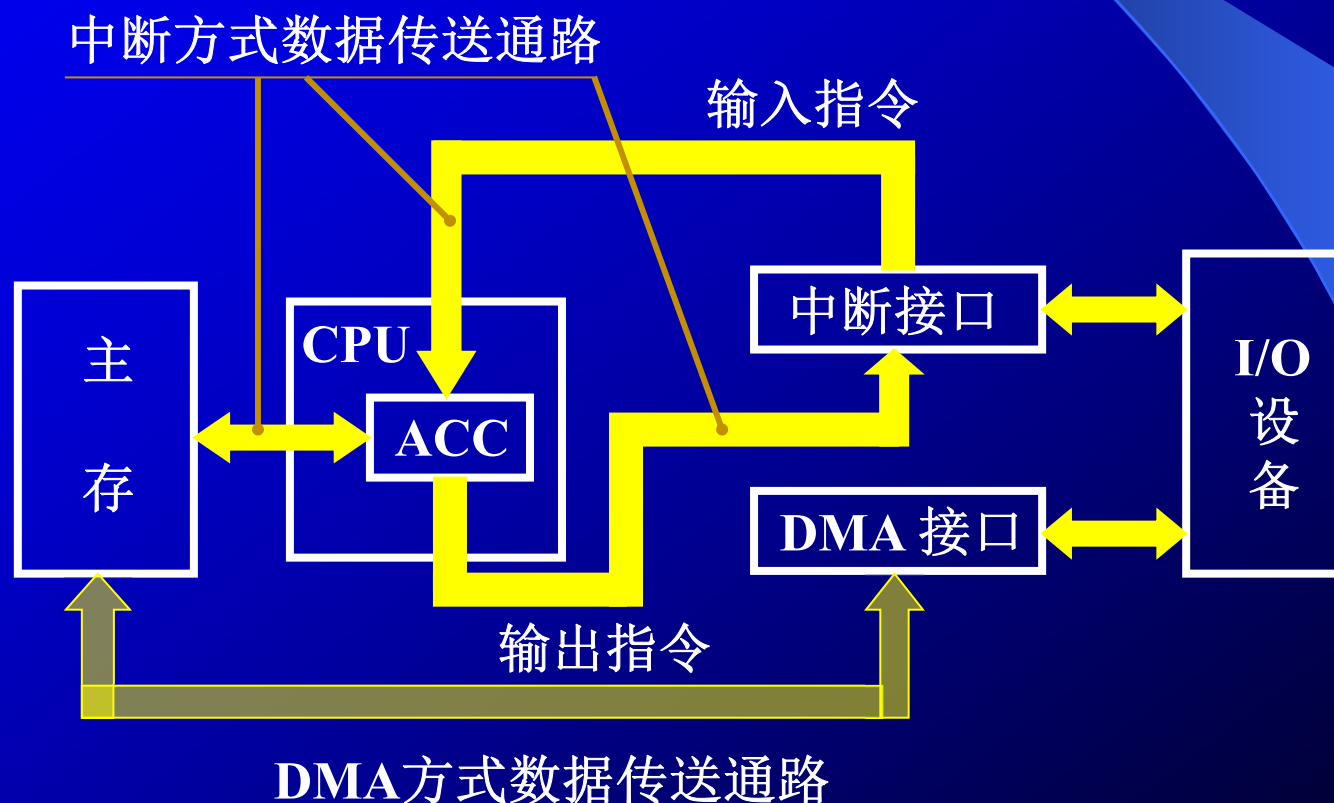 中断方式数据传送通路
输入指令
中断接口
CPU
主
存
ACC
I/O
设
备
DMA 接口
输出指令
DMA方式数据传送通路